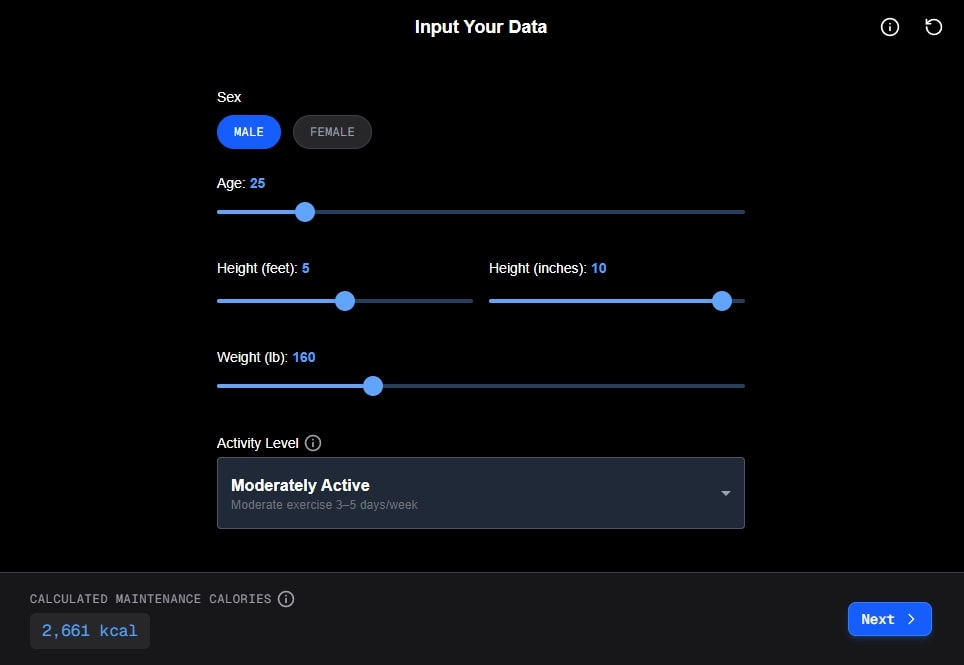 Input Your Data
Sex
MALE FEMALE
Age: 25
Height (feet): 5 Height (inches): 10
Weight (lb): 160
Activity Level
Moderately Active
Moderate exercise 3–5 days/week
CALCULATED MAINTENANCE CALORIES
2,661 kcal
Next